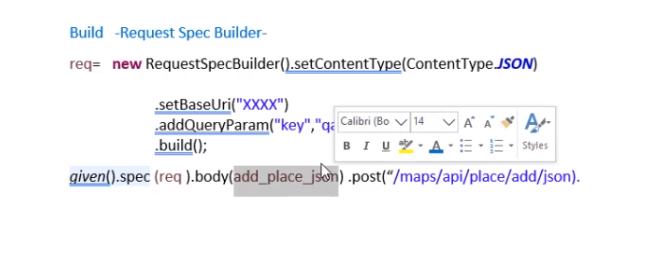 Build -Request Spec Builder-
req= new RequestSpecBuilder().setContentType(ContentType.JSON)
.setBaseUri("XXXX")
.addQueryParam("key","qa
Calibri (Bo 14 A A A
.build();
B I U ab A Styles
given().spec (req ).body(add_place_json) .post(“/maps/api/place/add/json).